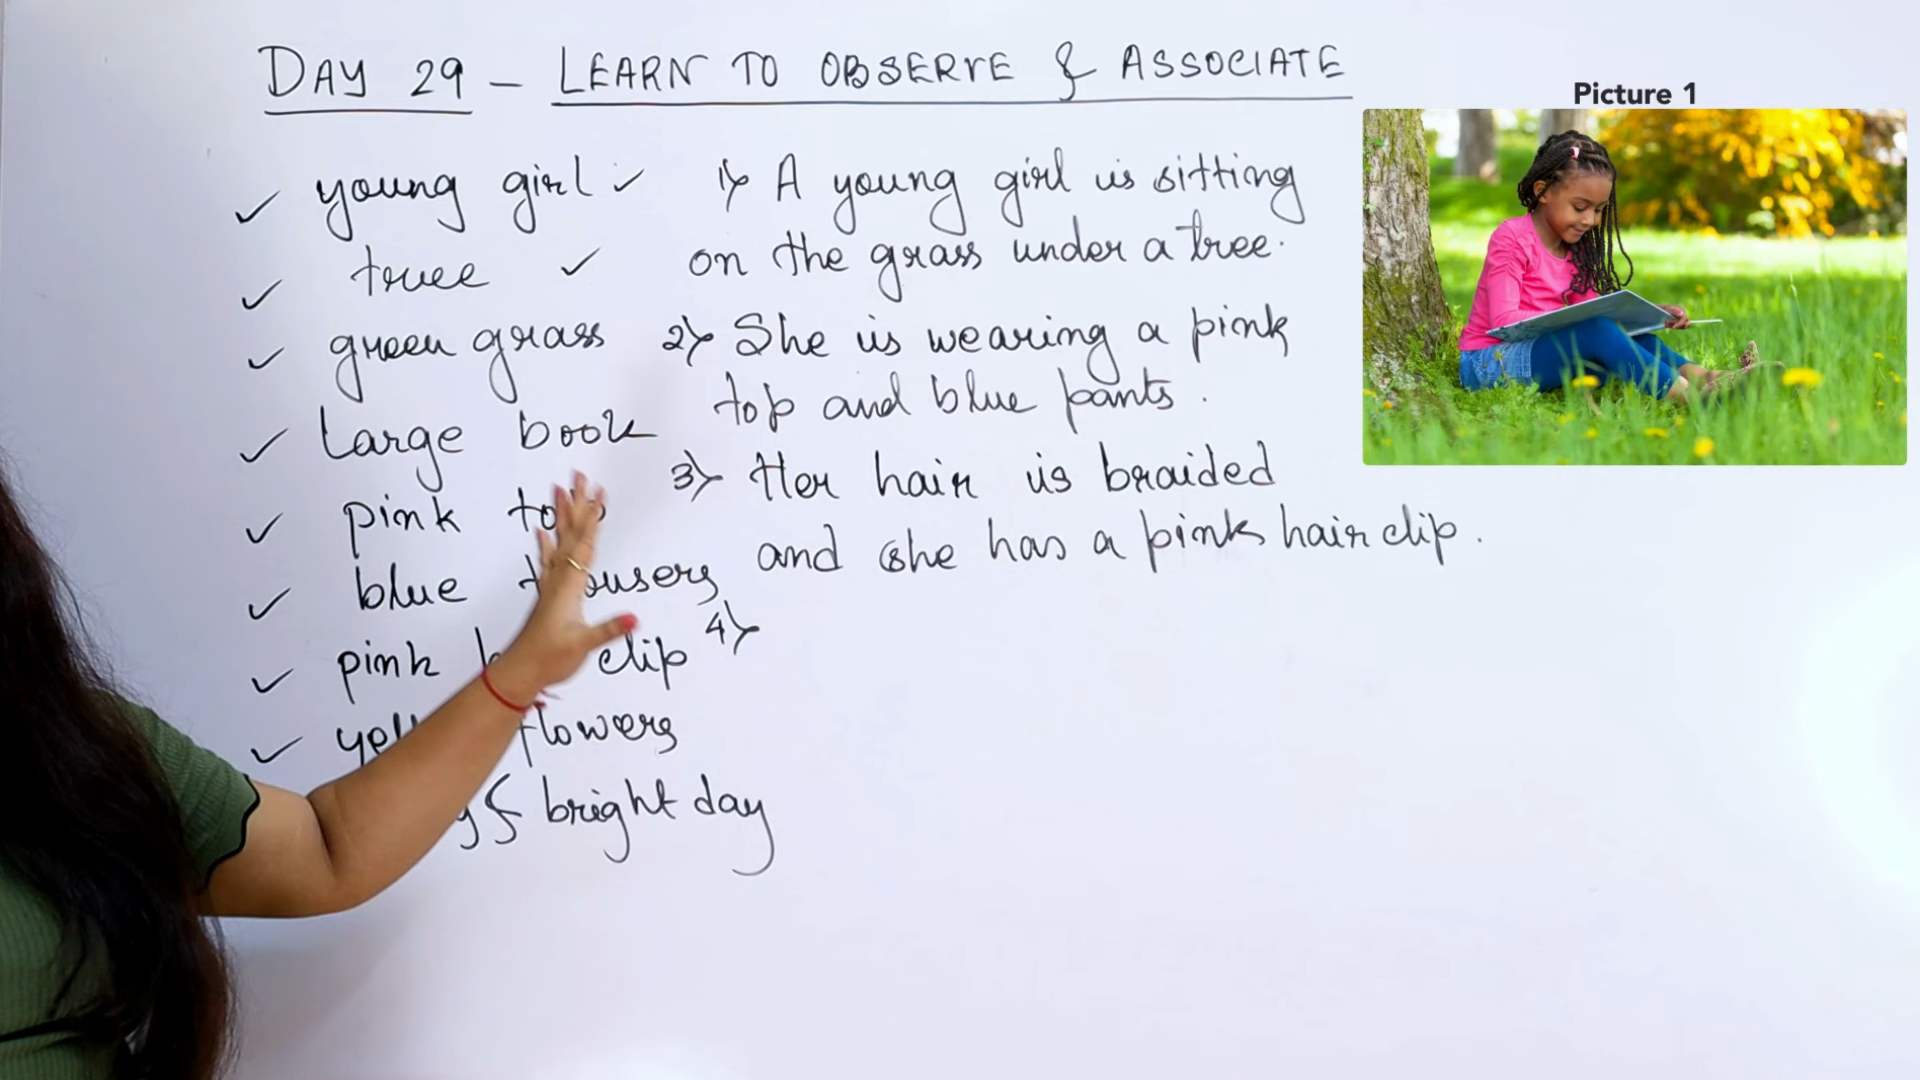 DAY 29 - LEARN TO OBSERVE & ASSOCIATE
Picture 1
✓ young girl ✓
✓ tree ✓
✓ green grass
✓ large book
✓ pink top
✓ blue trousers
✓ pink clip
✓ flowers
& bright day
1) A young girl is sitting
on the grass under a tree.
2) She is wearing a pink
top and blue pants.
3) Her hair is braided
and she has a pink hair clip.
4)